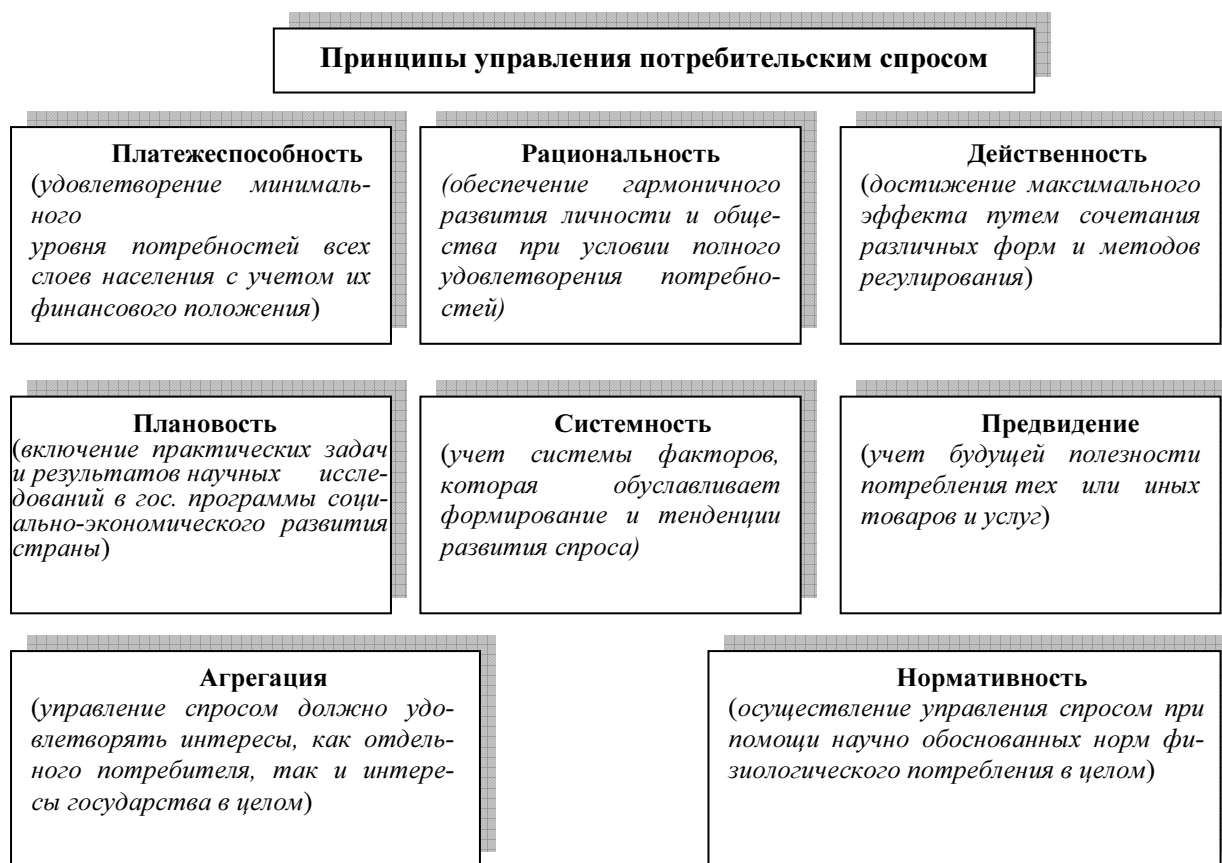 Принципы управления потребительским спросом
Платежеспособность
(удовлетворение минималь-
ного
уровня потребностей всех
слоев населения с учетом их
финансового положения)
Рациональность
(обеспечение гармоничного
развития личности и обще-
ства при условии полного
удовлетворения потребно-
стей)
Действенность
(достижение максимального
эффекта путем сочетания
различных форм и методов
регулирования)
Плановость
(включение практических задач
и результатов научных иссле-
дований в гос. программы соци-
ально-экономического развития
страны)
Системность
(учет системы факторов,
которая обуславливает
формирование и тенденции
развития спроса)
Предвидение
(учет будущей полезности
потребления тех или иных
товаров и услуг)
Агрегация
(управление спросом должно удо-
влетворять интересы, как отдель-
ного потребителя, так и интере-
сы государства в целом)
Нормативность
(осуществление управления спросом при
помощи научно обоснованных норм фи-
зиологического потребления в целом)